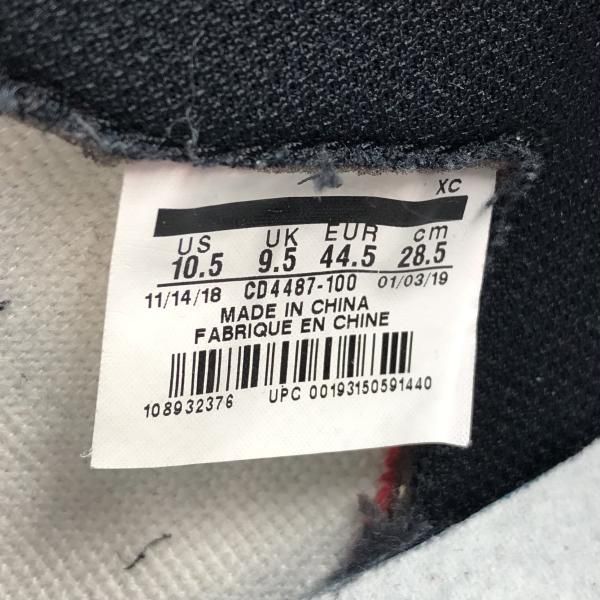 XC
US UK EUR cm
10.5 9.5 44.5 28.5
11/14/18 CD4487-100 01/03/19
MADE IN CHINA
FABRIQUE EN CHINE
108932376 UPC 00193150591440